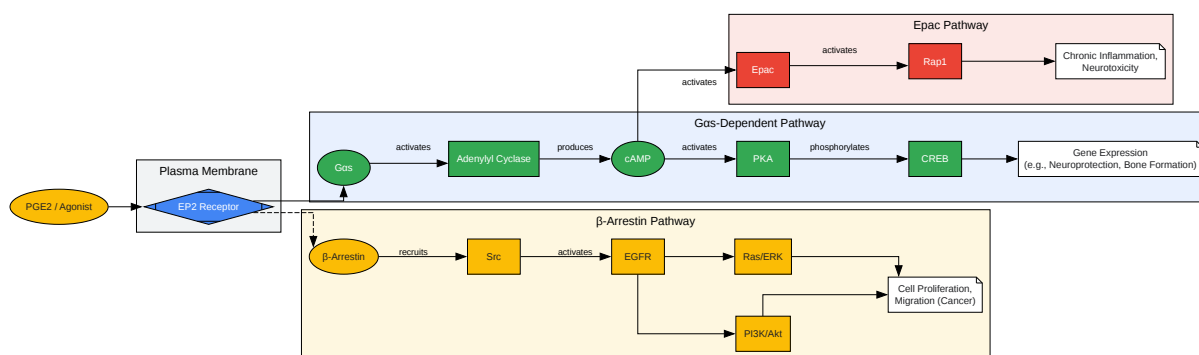 Epac Pathway
Epac
activates
Rap1
Chronic Inflammation,
Neurotoxicity
activates
Gαs-Dependent Pathway
Gαs
activates
Adenylyl Cyclase
produces
cAMP
activates
PKA
phosphorylates
CREB
Gene Expression
(e.g., Neuroprotection, Bone Formation)
Plasma Membrane
PGE2 / Agonist
EP2 Receptor
β-Arrestin Pathway
β-Arrestin
recruits
Src
activates
EGFR
Ras/ERK
Cell Proliferation,
Migration (Cancer)
PI3K/Akt